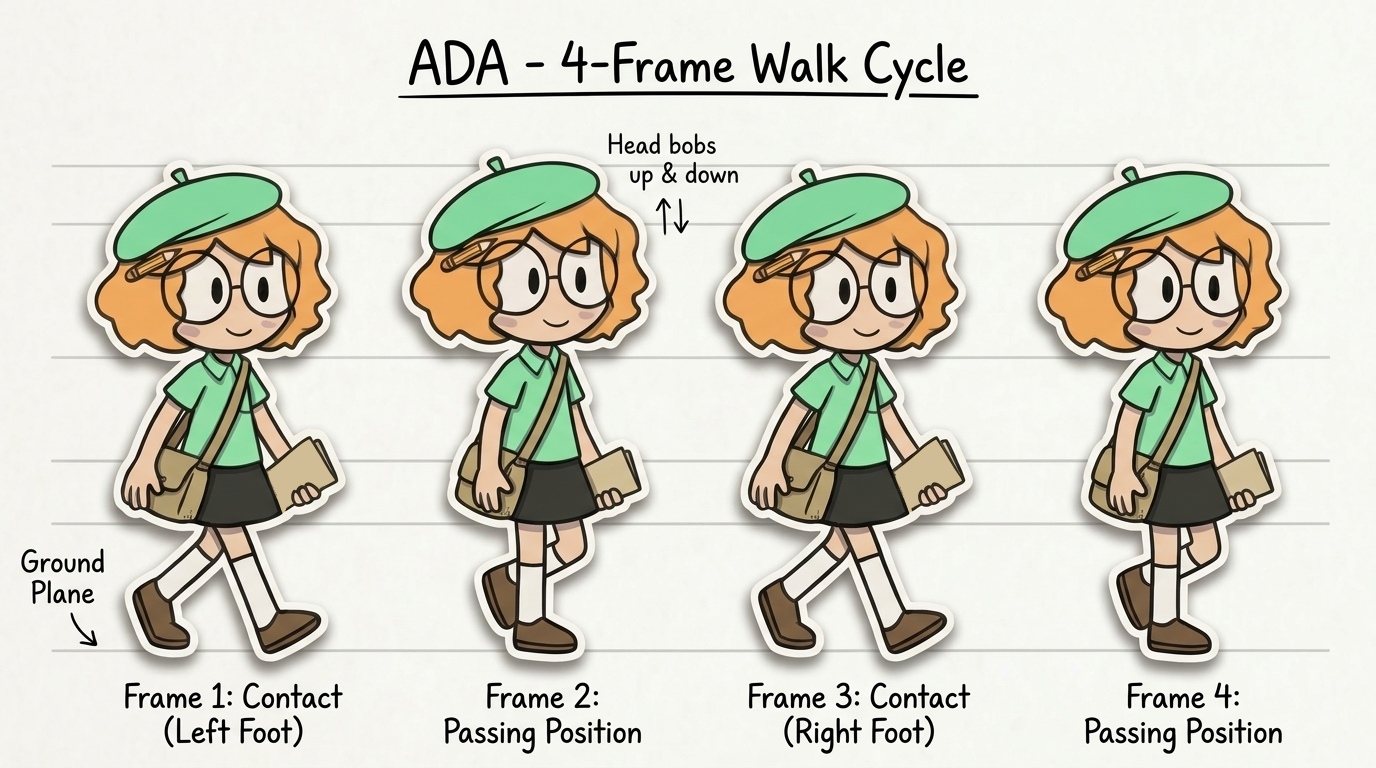 ADA - 4-Frame Walk Cycle
Head bobs
up & down
Ground
Plane
Frame 1: Contact
(Left Foot)
Frame 2:
Passing Position
Frame 3: Contact
(Right Foot)
Frame 4:
Passing Position